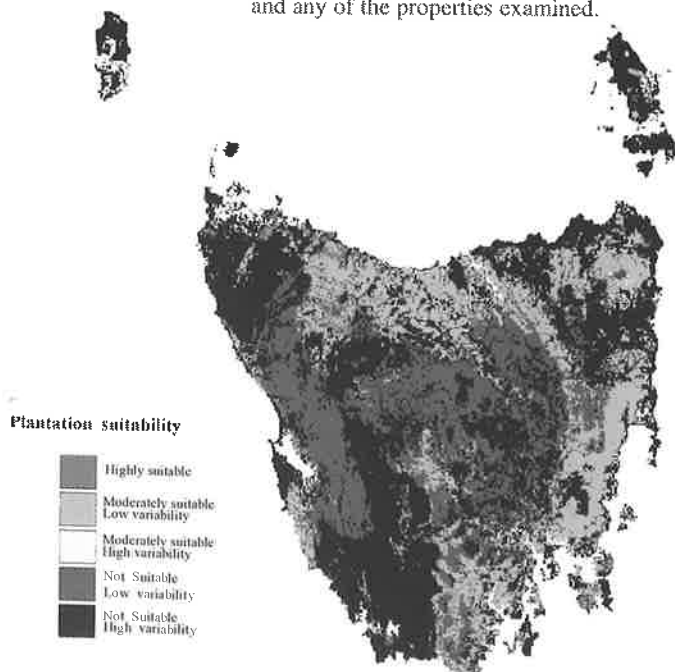 and any of the properties examined.
Plantation suitability
Highly suitable
Moderately suitable
Low variability
Moderately suitable
High variability
Not Suitable
Low variability
Not Suitable
High variability